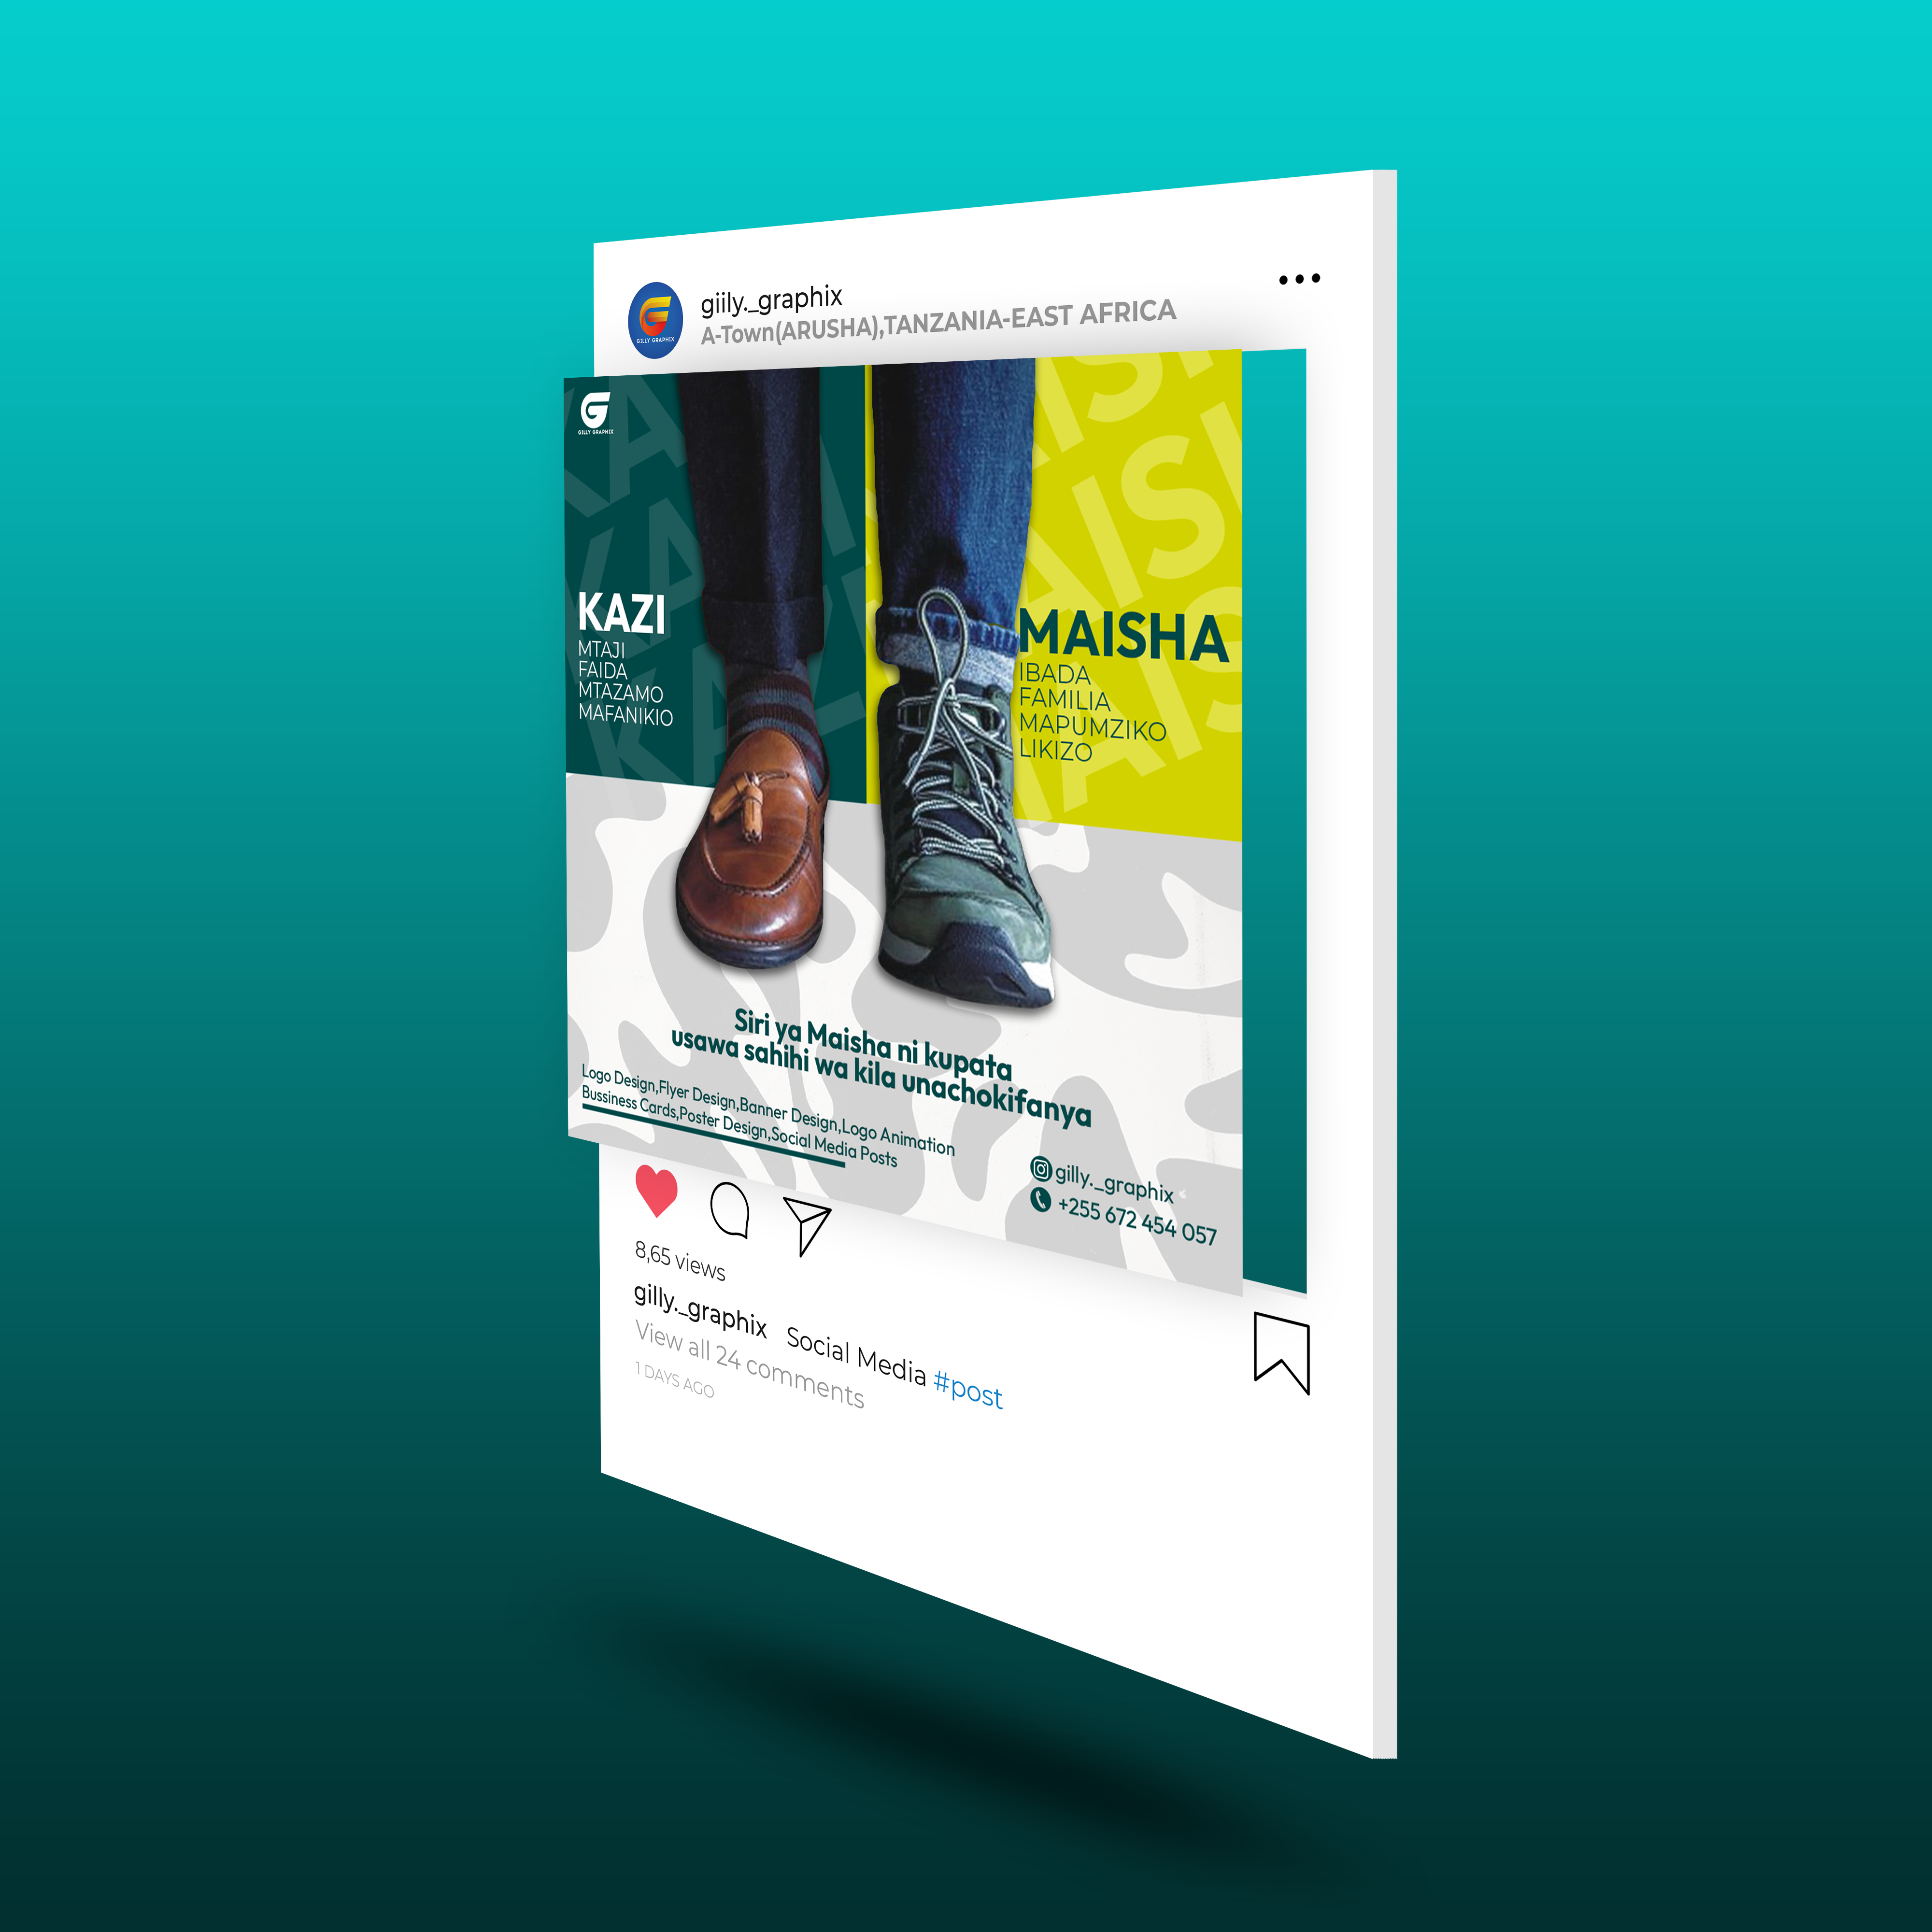 giily._graphix
A-Town(ARUSHA),TANZANIA-EAST AFRICA
GILLY GRAPHIX
GILLY GRAPHIX
KAZI
MTAJI
FAIDA
MTAZAMO
MAFANIKIO
MAISHA
IBADA
FAMILIA
MAPUMZIKO
LIKIZO
Siri ya Maisha ni kupata
usawa sahihi wa kila unachokifanya
Logo Design,Flyer Design,Banner Design,Logo Animation
Bussiness Cards,Poster Design,Social Media Posts
gilly._graphix
+255 672 454 057
8,65 views
gilly._graphix Social Media #post
View all 24 comments
1 DAYS AGO